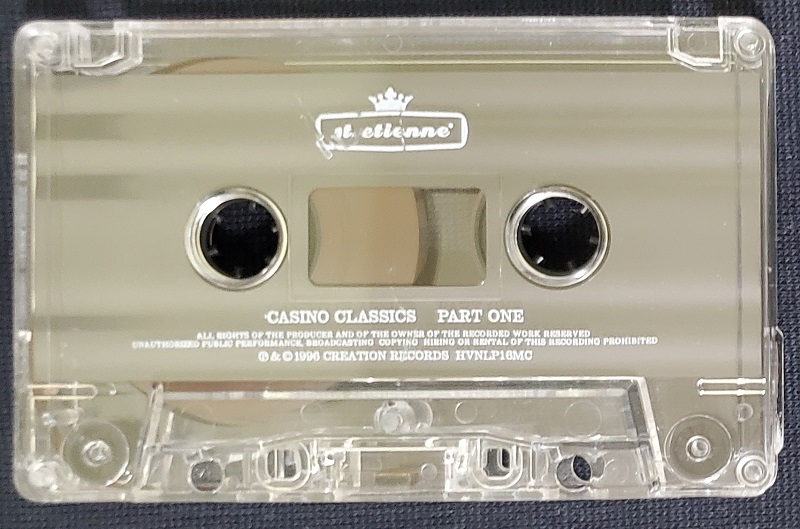 st. etienne
CASINO CLASSICS PART ONE
ALL RIGHTS OF THE PRODUCER AND OF THE OWNER OF THE RECORDED WORK RESERVED
UNAUTHORIZED PUBLIC PERFORMANCE, BROADCASTING COPYING HIRING OR RENTAL OF THIS RECORDING PROHIBITED
℗ & © 1996 CREATION RECORDS HVNLP16MC